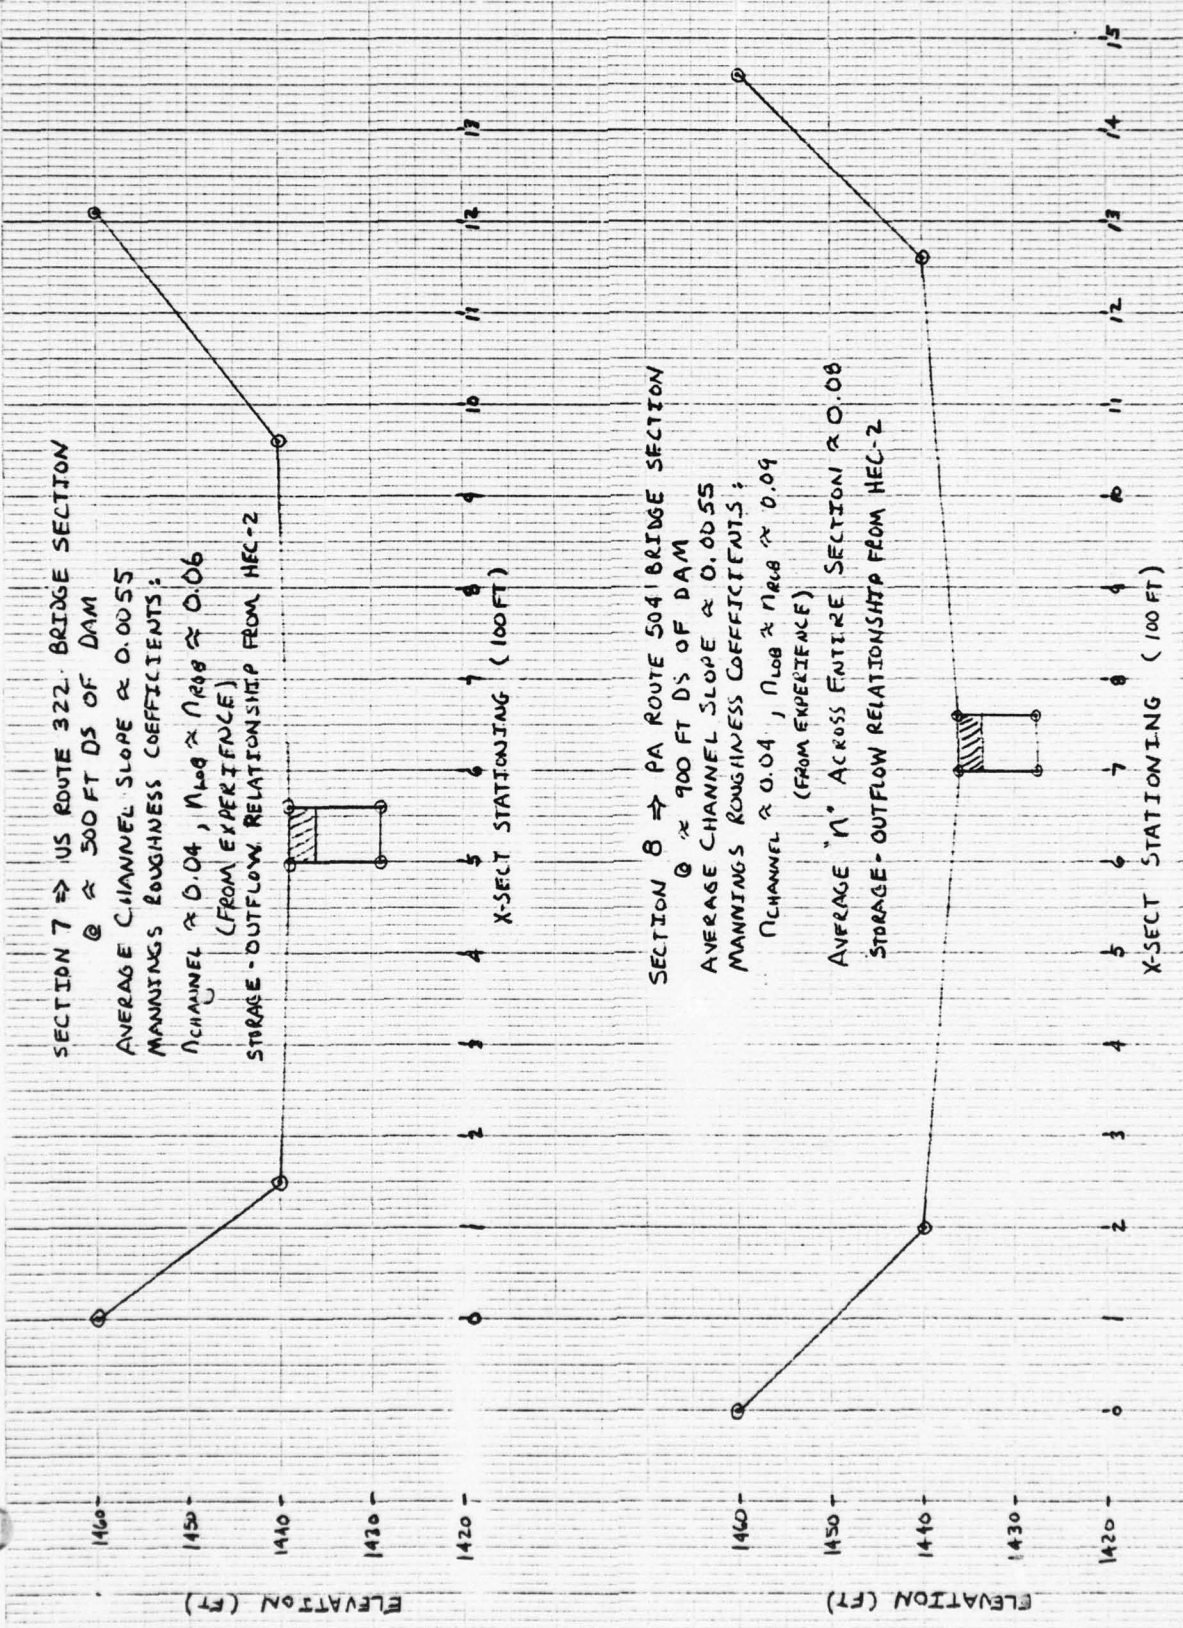 SECTION 7 ⇒ US ROUTE 322 BRIDGE SECTION
@ ≈ 500 FT DS OF DAM
AVERAGE CHANNEL SLOPE ≈ 0.0055
MANNINGS ROUGHNESS COEFFICIENTS:
nCHANNEL ≈ 0.04, nLOB ≈ nROB ≈ 0.06
(FROM EXPERIENCE)
STORAGE-OUTFLOW RELATIONSHIP FROM HEC-2
ELEVATION (FT)
1460
1450
1440
1430
1420
0 1 2 3 4 5 6 7 8 9 10 11 12 13
X-SECT STATIONING (100 FT)
SECTION 8 ⇒ PA ROUTE 504 BRIDGE SECTION
@ ≈ 900 FT DS OF DAM
AVERAGE CHANNEL SLOPE ≈ 0.0055
MANNINGS ROUGHNESS COEFFICIENTS:
nCHANNEL ≈ 0.04, nLOB ≈ nROB ≈ 0.09
(FROM EXPERIENCE)
AVERAGE "n" ACROSS ENTIRE SECTION ≈ 0.08
STORAGE-OUTFLOW RELATIONSHIP FROM HEC-2
ELEVATION (FT)
1460
1450
1440
1430
1420
0 1 2 3 4 5 6 7 8 9 10 11 12 13 14 15
X-SECT STATIONING (100 FT)